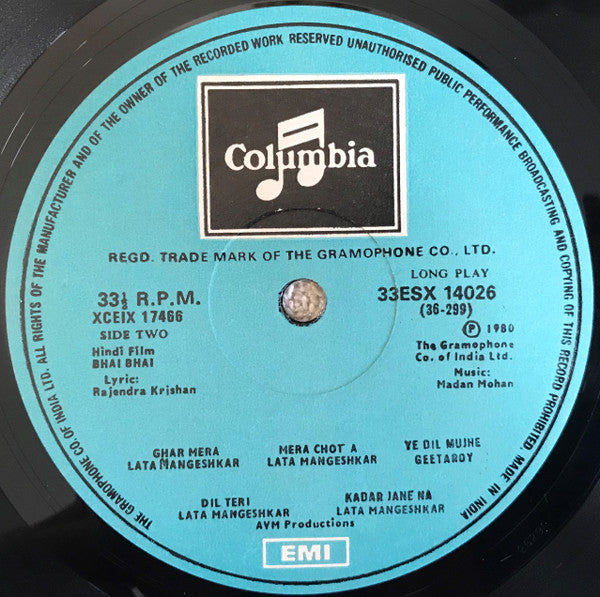 THE GRAMOPHONE CO. OF INDIA LTD. ALL RIGHTS OF THE MANUFACTURER AND OF THE OWNER OF THE RECORDED WORK RESERVED UNAUTHORISED PUBLIC PERFORMANCE BROADCASTING AND COPYING OF THIS RECORD PROHIBITED. MADE IN INDIA
Columbia
REGD. TRADE MARK OF THE GRAMOPHONE CO., LTD.
LONG PLAY
33⅓ R.P.M. 33ESX 14026
XCEIX 17466 (36-299)
SIDE TWO ℗ 1980
Hindi Film The Gramophone
BHAI BHAI Co. of India Ltd.
Lyric: Music:
Rajendra Krishan Madan Mohan
GHAR MERA MERA CHOT A YE DIL MUJHE
LATA MANGESHKAR LATA MANGESHKAR GEETAROY
DIL TERI KADAR JANE NA
LATA MANGESHKAR LATA MANGESHKAR
AVM Productions
EMI